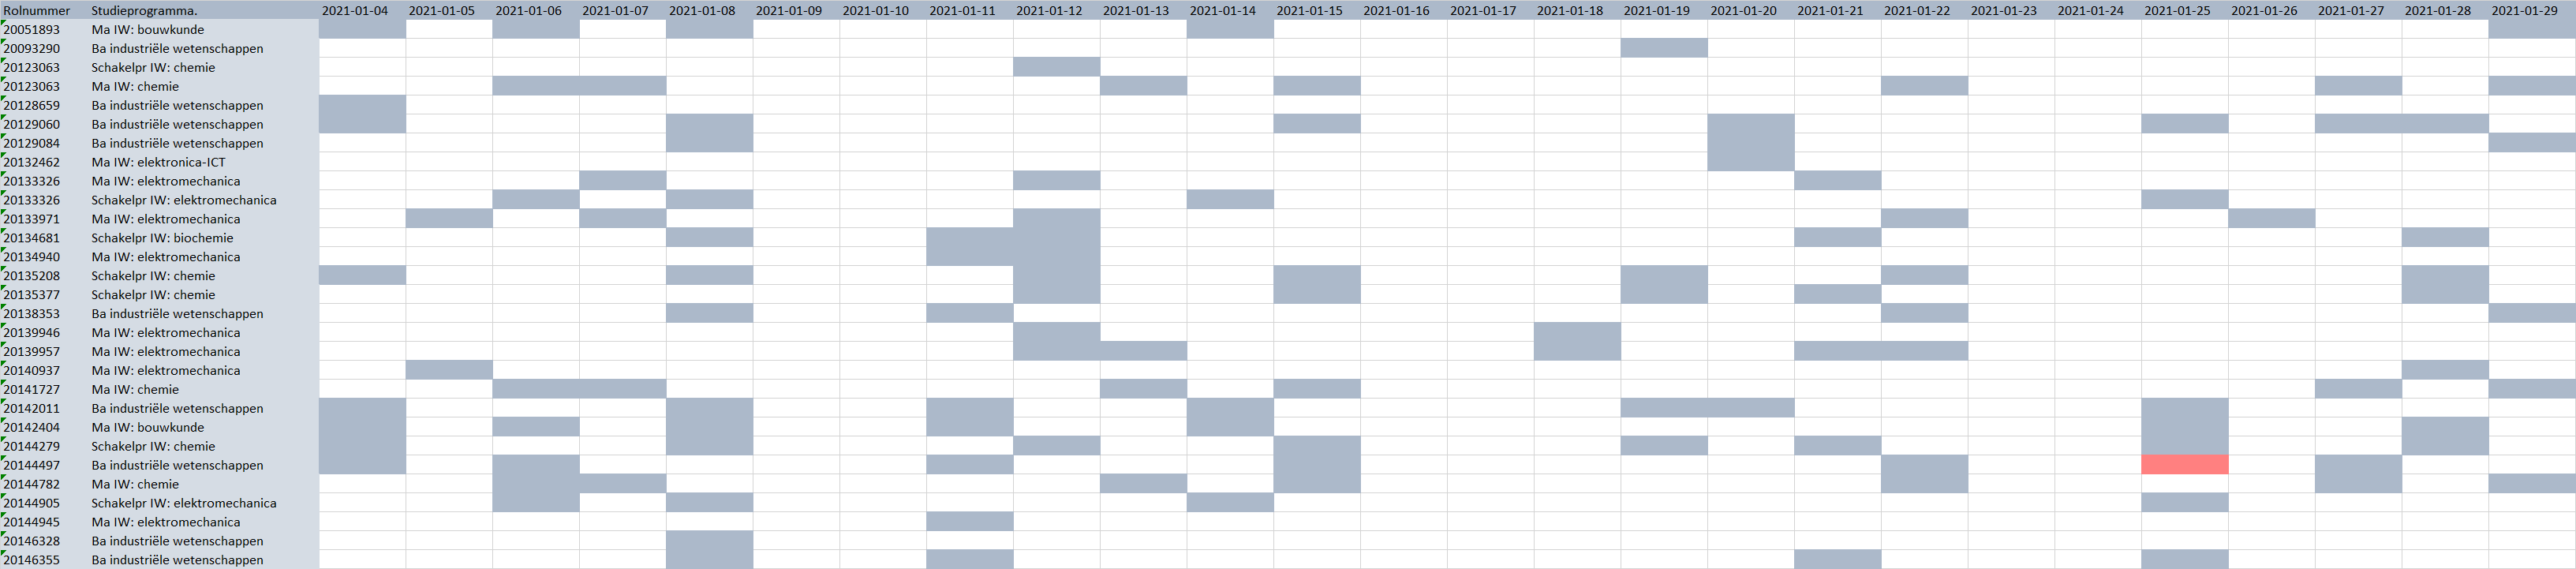 Rolnummer Studieprogramma. 2021-01-04 2021-01-05 2021-01-06 2021-01-07 2021-01-08 2021-01-09 2021-01-10 2021-01-11 2021-01-12 2021-01-13 2021-01-14 2021-01-15 2021-01-16 2021-01-17 2021-01-18 2021-01-19 2021-01-20 2021-01-21 2021-01-22 2021-01-23 2021-01-24 2021-01-25 2021-01-26 2021-01-27 2021-01-28 2021-01-29
20051893 Ma IW: bouwkunde
20093290 Ba industriële wetenschappen
20123063 Schakelpr IW: chemie
20123063 Ma IW: chemie
20128659 Ba industriële wetenschappen
20129060 Ba industriële wetenschappen
20129084 Ba industriële wetenschappen
20132462 Ma IW: elektronica-ICT
20133326 Ma IW: elektromechanica
20133326 Schakelpr IW: elektromechanica
20133971 Ma IW: elektromechanica
20134681 Schakelpr IW: biochemie
20134940 Ma IW: elektromechanica
20135208 Schakelpr IW: chemie
20135377 Schakelpr IW: chemie
20138353 Ba industriële wetenschappen
20139946 Ma IW: elektromechanica
20139957 Ma IW: elektromechanica
20140937 Ma IW: elektromechanica
20141727 Ma IW: chemie
20142011 Ba industriële wetenschappen
20142404 Ma IW: bouwkunde
20144279 Schakelpr IW: chemie
20144497 Ba industriële wetenschappen
20144782 Ma IW: chemie
20144905 Schakelpr IW: elektromechanica
20144945 Ma IW: elektromechanica
20146328 Ba industriële wetenschappen
20146355 Ba industriële wetenschappen